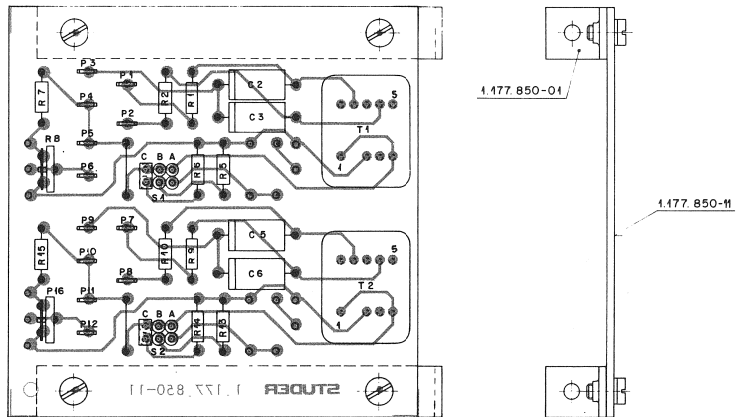 P3
P1
P4
R7
R2
R1
C2
C3
5
P2
T1
P5
R8
P6
C B A
R6
R5
1
S1
P9
P7
C5
5
P10
R15
R10
R9
P8
C6
T2
P11
P16
P12
C B A
R14
R13
1
S2
STUDER 1.177.850-11
1.177.850-01
1.177.850-11